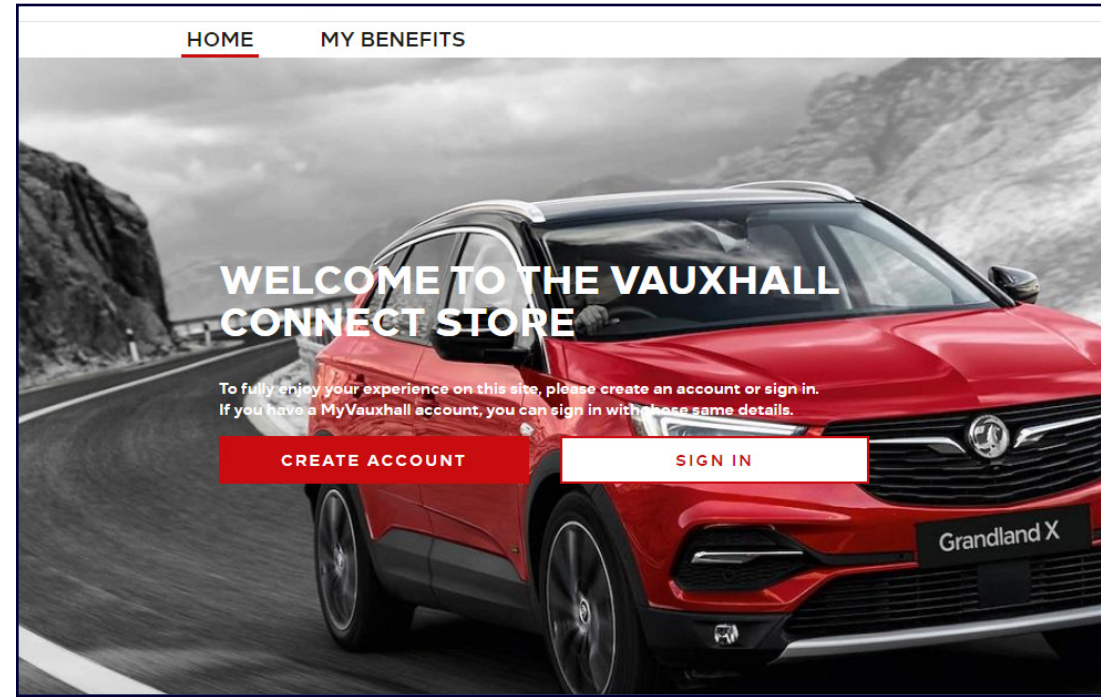 HOME MY BENEFITS
WELCOME TO THE VAUXHALL
CONNECT STORE
To fully enjoy your experience on this site, please create an account or sign in.
If you have a MyVauxhall account, you can sign in with those same details.
CREATE ACCOUNT SIGN IN
Grandland X